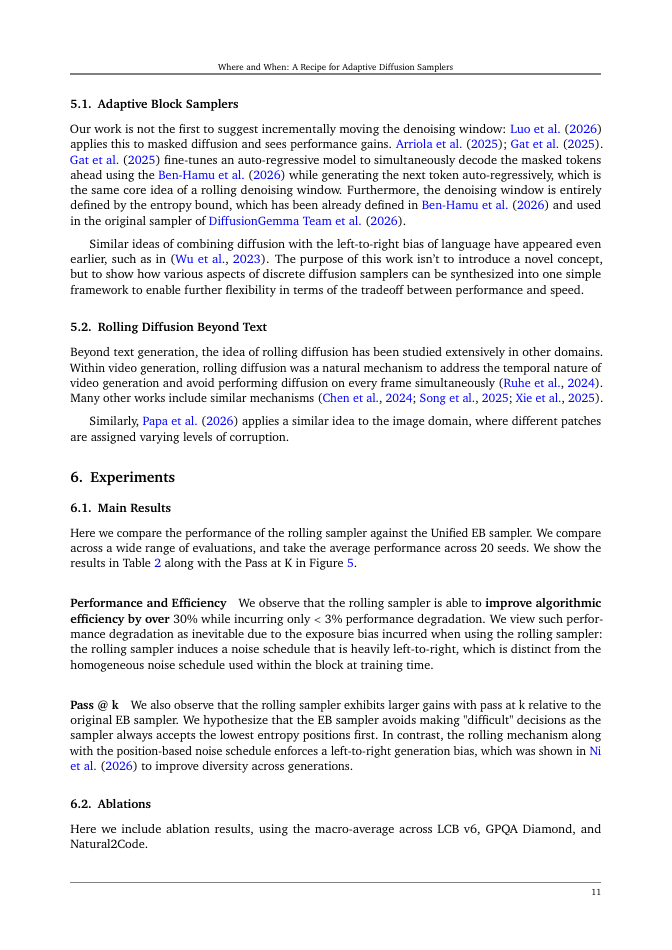 Where and When: A Recipe for Adaptive Diffusion Samplers
5.1. Adaptive Block Samplers
Our work is not the first to suggest incrementally moving the denoising window: Luo et al. (2026)
applies this to masked diffusion and sees performance gains. Arriola et al. (2025); Gat et al. (2025).
Gat et al. (2025) fine-tunes an auto-regressive model to simultaneously decode the masked tokens
ahead using the Ben-Hamu et al. (2026) while generating the next token auto-regressively, which is
the same core idea of a rolling denoising window. Furthermore, the denoising window is entirely
defined by the entropy bound, which has been already defined in Ben-Hamu et al. (2026) and used
in the original sampler of DiffusionGemma Team et al. (2026).
Similar ideas of combining diffusion with the left-to-right bias of language have appeared even
earlier, such as in (Wu et al., 2023). The purpose of this work isn't to introduce a novel concept,
but to show how various aspects of discrete diffusion samplers can be synthesized into one simple
framework to enable further flexibility in terms of the tradeoff between performance and speed.
5.2. Rolling Diffusion Beyond Text
Beyond text generation, the idea of rolling diffusion has been studied extensively in other domains.
Within video generation, rolling diffusion was a natural mechanism to address the temporal nature of
video generation and avoid performing diffusion on every frame simultaneously (Ruhe et al., 2024).
Many other works include similar mechanisms (Chen et al., 2024; Song et al., 2025; Xie et al., 2025).
Similarly, Papa et al. (2026) applies a similar idea to the image domain, where different patches
are assigned varying levels of corruption.
6. Experiments
6.1. Main Results
Here we compare the performance of the rolling sampler against the Unified EB sampler. We compare
across a wide range of evaluations, and take the average performance across 20 seeds. We show the
results in Table 2 along with the Pass at K in Figure 5.
Performance and Efficiency We observe that the rolling sampler is able to improve algorithmic
efficiency by over 30% while incurring only < 3% performance degradation. We view such perfor-
mance degradation as inevitable due to the exposure bias incurred when using the rolling sampler:
the rolling sampler induces a noise schedule that is heavily left-to-right, which is distinct from the
homogeneous noise schedule used within the block at training time.
Pass @ k We also observe that the rolling sampler exhibits larger gains with pass at k relative to the
original EB sampler. We hypothesize that the EB sampler avoids making "difficult" decisions as the
sampler always accepts the lowest entropy positions first. In contrast, the rolling mechanism along
with the position-based noise schedule enforces a left-to-right generation bias, which was shown in Ni
et al. (2026) to improve diversity across generations.
6.2. Ablations
Here we include ablation results, using the macro-average across LCB v6, GPQA Diamond, and
Natural2Code.
11